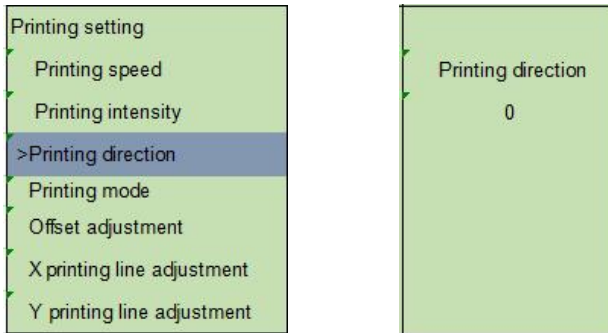 Printing setting
Printing speed
Printing intensity
>Printing direction
Printing mode
Offset adjustment
X printing line adjustment
Y printing line adjustment
Printing direction
0